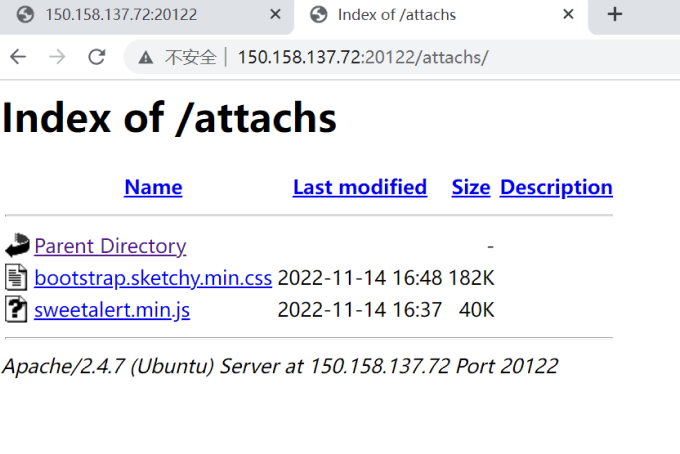 150.158.137.72:20122
Index of /attachs
不安全 150.158.137.72:20122/attachs/
Index of /attachs
Name Last modified Size Description
Parent Directory -
bootstrap.sketchy.min.css 2022-11-14 16:48 182K
sweetalert.min.js 2022-11-14 16:37 40K
Apache/2.4.7 (Ubuntu) Server at 150.158.137.72 Port 20122